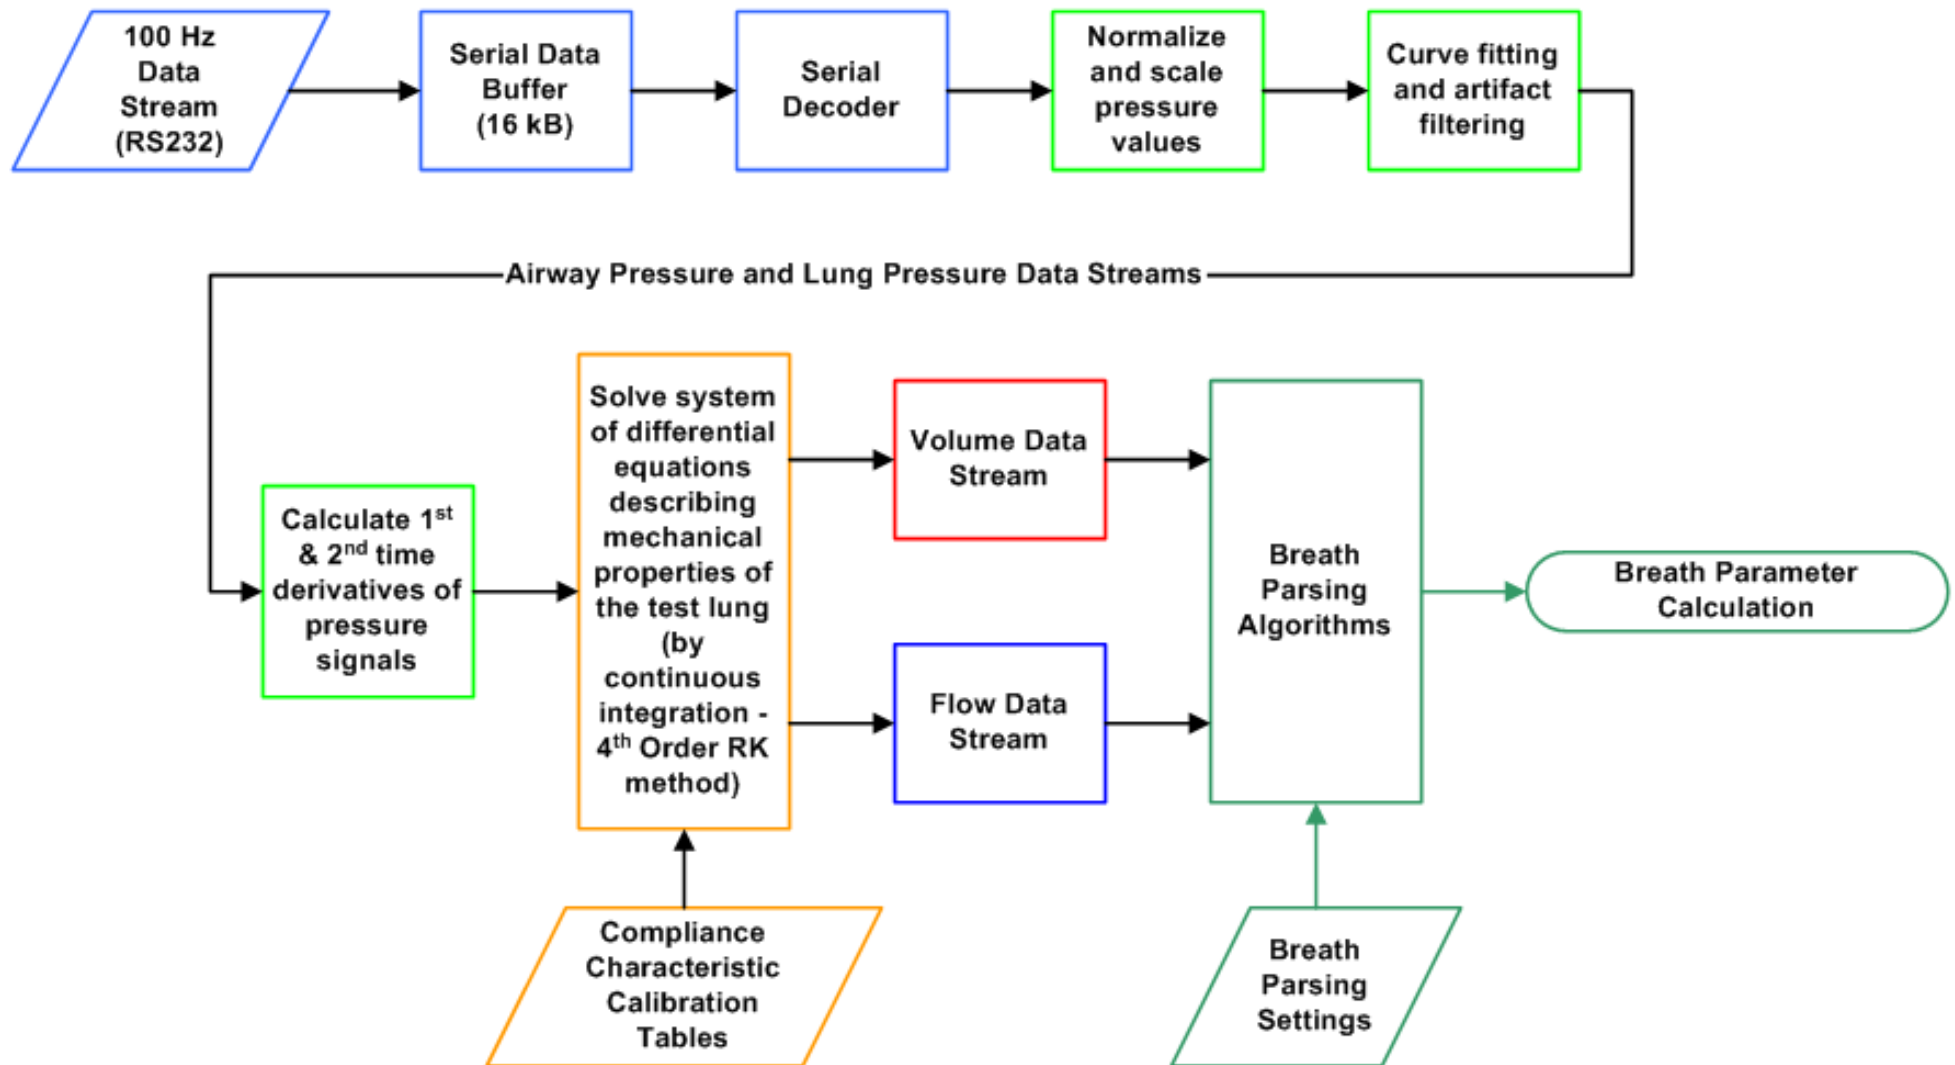 100 Hz
Data
Stream
(RS232)
Serial Data
Buffer
(16 kB)
Serial
Decoder
Normalize
and scale
pressure
values
Curve fitting
and artifact
filtering
Airway Pressure and Lung Pressure Data Streams
Calculate 1st
& 2nd time
derivatives of
pressure
signals
Solve system
of differential
equations
describing
mechanical
properties of
the test lung
(by
continuous
integration -
4th Order RK
method)
Volume Data
Stream
Flow Data
Stream
Breath
Parsing
Algorithms
Breath Parameter
Calculation
Compliance
Characteristic
Calibration
Tables
Breath
Parsing
Settings